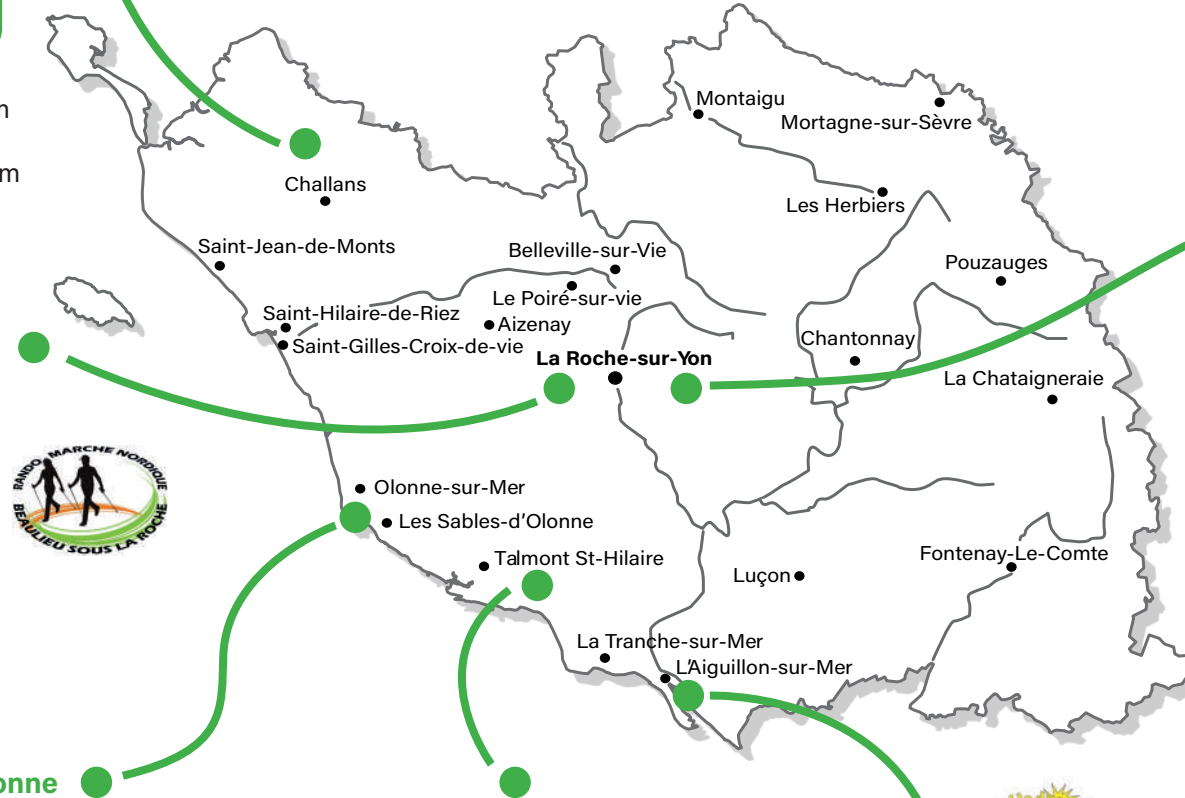 m
m
Montaigu
Mortagne-sur-Sèvre
Challans
Les Herbiers
Saint-Jean-de-Monts
Belleville-sur-Vie
Pouzauges
Le Poiré-sur-vie
Saint-Hilaire-de-Riez
Aizenay
Saint-Gilles-Croix-de-vie
Chantonnay
La Roche-sur-Yon
La Chataigneraie
RANDO MARCHE NORDIQUE
BEAULIEU SOUS LA ROCHE
Olonne-sur-Mer
Les Sables-d'Olonne
Talmont St-Hilaire
Fontenay-Le-Comte
Luçon
La Tranche-sur-Mer
L'Aiguillon-sur-Mer
onne